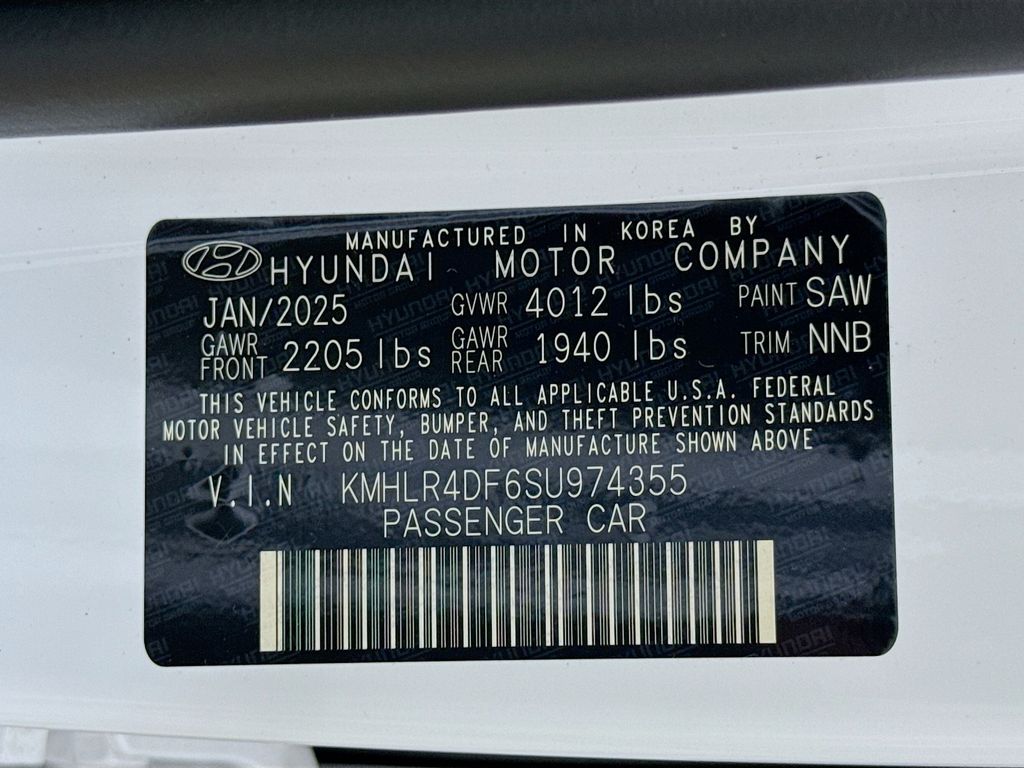 MANUFACTURED IN KOREA BY
HYUNDAI MOTOR COMPANY
JAN/2025 GVWR 4012 lbs PAINT SAW
GAWR FRONT 2205 lbs GAWR REAR 1940 lbs TRIM NNB
THIS VEHICLE CONFORMS TO ALL APPLICABLE U.S.A. FEDERAL
MOTOR VEHICLE SAFETY, BUMPER, AND THEFT PREVENTION STANDARDS
IN EFFECT ON THE DATE OF MANUFACTURE SHOWN ABOVE
V.I.N KMHLR4DF6SU974355
PASSENGER CAR